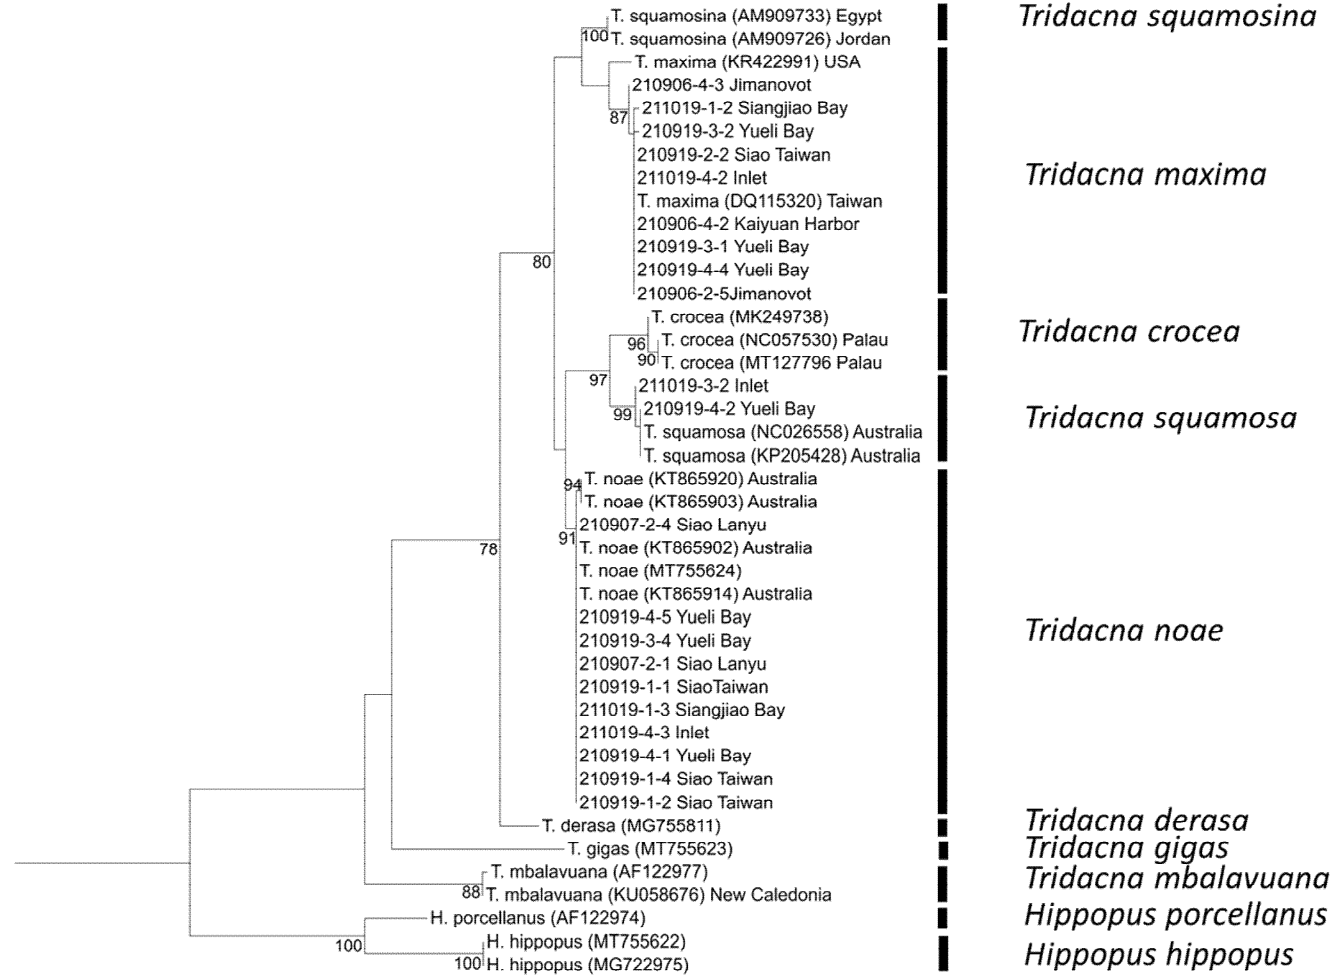 T. squamosina (AM909733) Egypt
Tridacna squamosina
100
T. squamosina (AM909726) Jordan
T. maxima (KR422991) USA
210906-4-3 Jimanovot
211019-1-2 Siangjiao Bay
87
210919-3-2 Yueli Bay
210919-2-2 Siao Taiwan
211019-4-2 Inlet
Tridacna maxima
T. maxima (DQ115320) Taiwan
210906-4-2 Kaiyuan Harbor
210919-3-1 Yueli Bay
80
210919-4-4 Yueli Bay
210906-2-5Jimanovot
T. crocea (MK249738)
Tridacna crocea
96
T. crocea (NC057530) Palau
90
T. crocea (MT127796 Palau
97
211019-3-2 Inlet
99
210919-4-2 Yueli Bay
Tridacna squamosa
T. squamosa (NC026558) Australia
T. squamosa (KP205428) Australia
94
T. noae (KT865920) Australia
T. noae (KT865903) Australia
210907-2-4 Siao Lanyu
91
78
T. noae (KT865902) Australia
T. noae (MT755624)
T. noae (KT865914) Australia
210919-4-5 Yueli Bay
Tridacna noae
210919-3-4 Yueli Bay
210907-2-1 Siao Lanyu
210919-1-1 SiaoTaiwan
211019-1-3 Siangjiao Bay
211019-4-3 Inlet
210919-4-1 Yueli Bay
210919-1-4 Siao Taiwan
210919-1-2 Siao Taiwan
T. derasa (MG755811)
Tridacna derasa
T. gigas (MT755623)
Tridacna gigas
T. mbalavuana (AF122977)
Tridacna mbalavuana
88
T. mbalavuana (KU058676) New Caledonia
H. porcellanus (AF122974)
Hippopus porcellanus
100
H. hippopus (MT755622)
Hippopus hippopus
100
H. hippopus (MG722975)